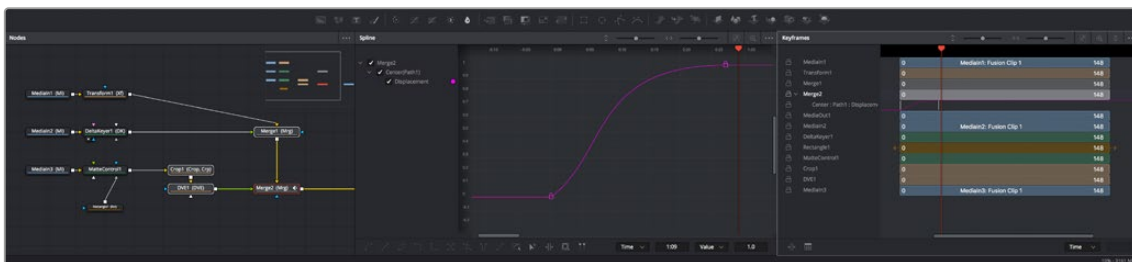 Nodes
Spline
Keyframes
MediaIn1 (MI)
Transform1 (Xf)
MediaIn2 (MI)
DeltaKeyer1 (DK)
Merge1 (Mrg)
MediaIn3 (MI)
MatteControl1
Crop1 (Crop, Crp)
DVE1 (DVE)
Merge2 (Mrg)
Merge2
Center(Path1)
Displacement
Time
1:09
Value
1.0
MediaIn1 0 MediaIn1: Fusion Clip 1 148
Transform1 0 148
Merge1 0 148
Merge2 0 148
Center : Path1 : Displacem
MediaOut1 0 148
MediaIn2 0 MediaIn2: Fusion Clip 1 148
DeltaKeyer1 0 148
Rectangle1 0 148
MatteControl1 0 148
Crop1 0 148
DVE1 0 148
MediaIn3 0 MediaIn3: Fusion Clip 1 148
Time